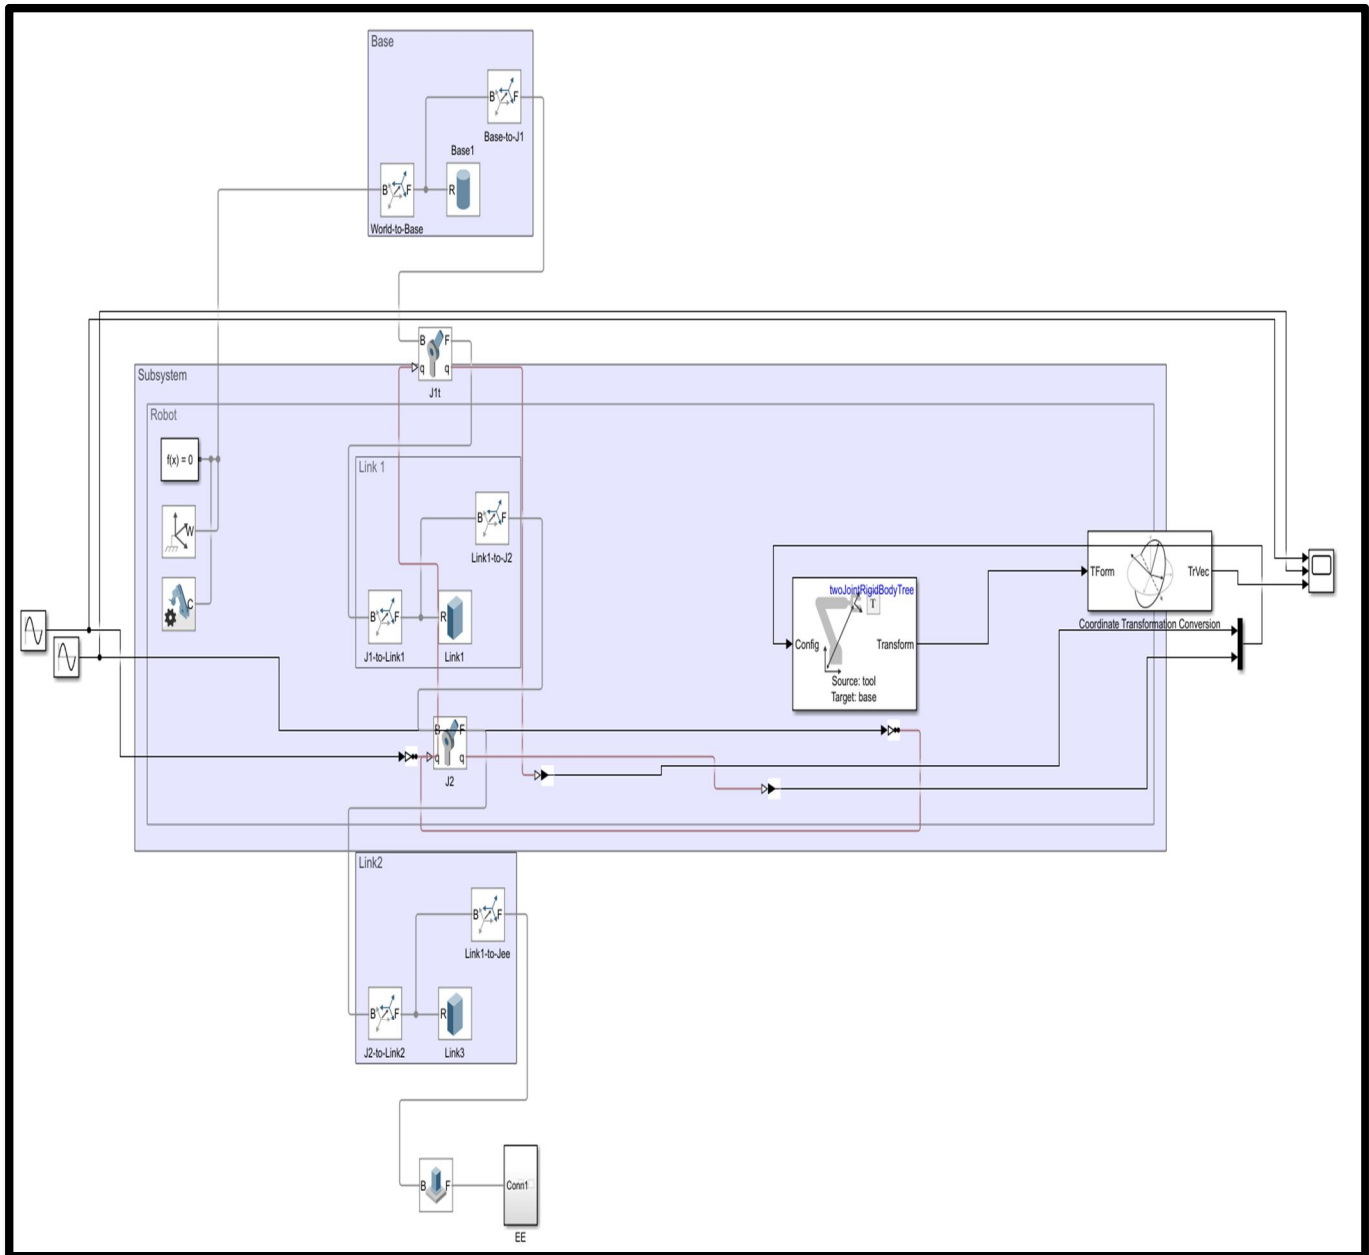 Base
B F
Base-to-J1
Base1
B F
R
World-to-Base
B F
q q
J1t
Subsystem
Robot
f(x) = 0
Link 1
W
B F
Link1-to-J2
C
B F
R
J1-to-Link1
Link1
twoJointRigidBodyTree
T
Config
Transform
Source: tool
Target: base
TForm
TrVec
Coordinate Transformation Conversion
B F
q q
J2
Link2
B F
Link1-to-Jee
B F
R
J2-to-Link2
Link3
B F
Conn1
EE